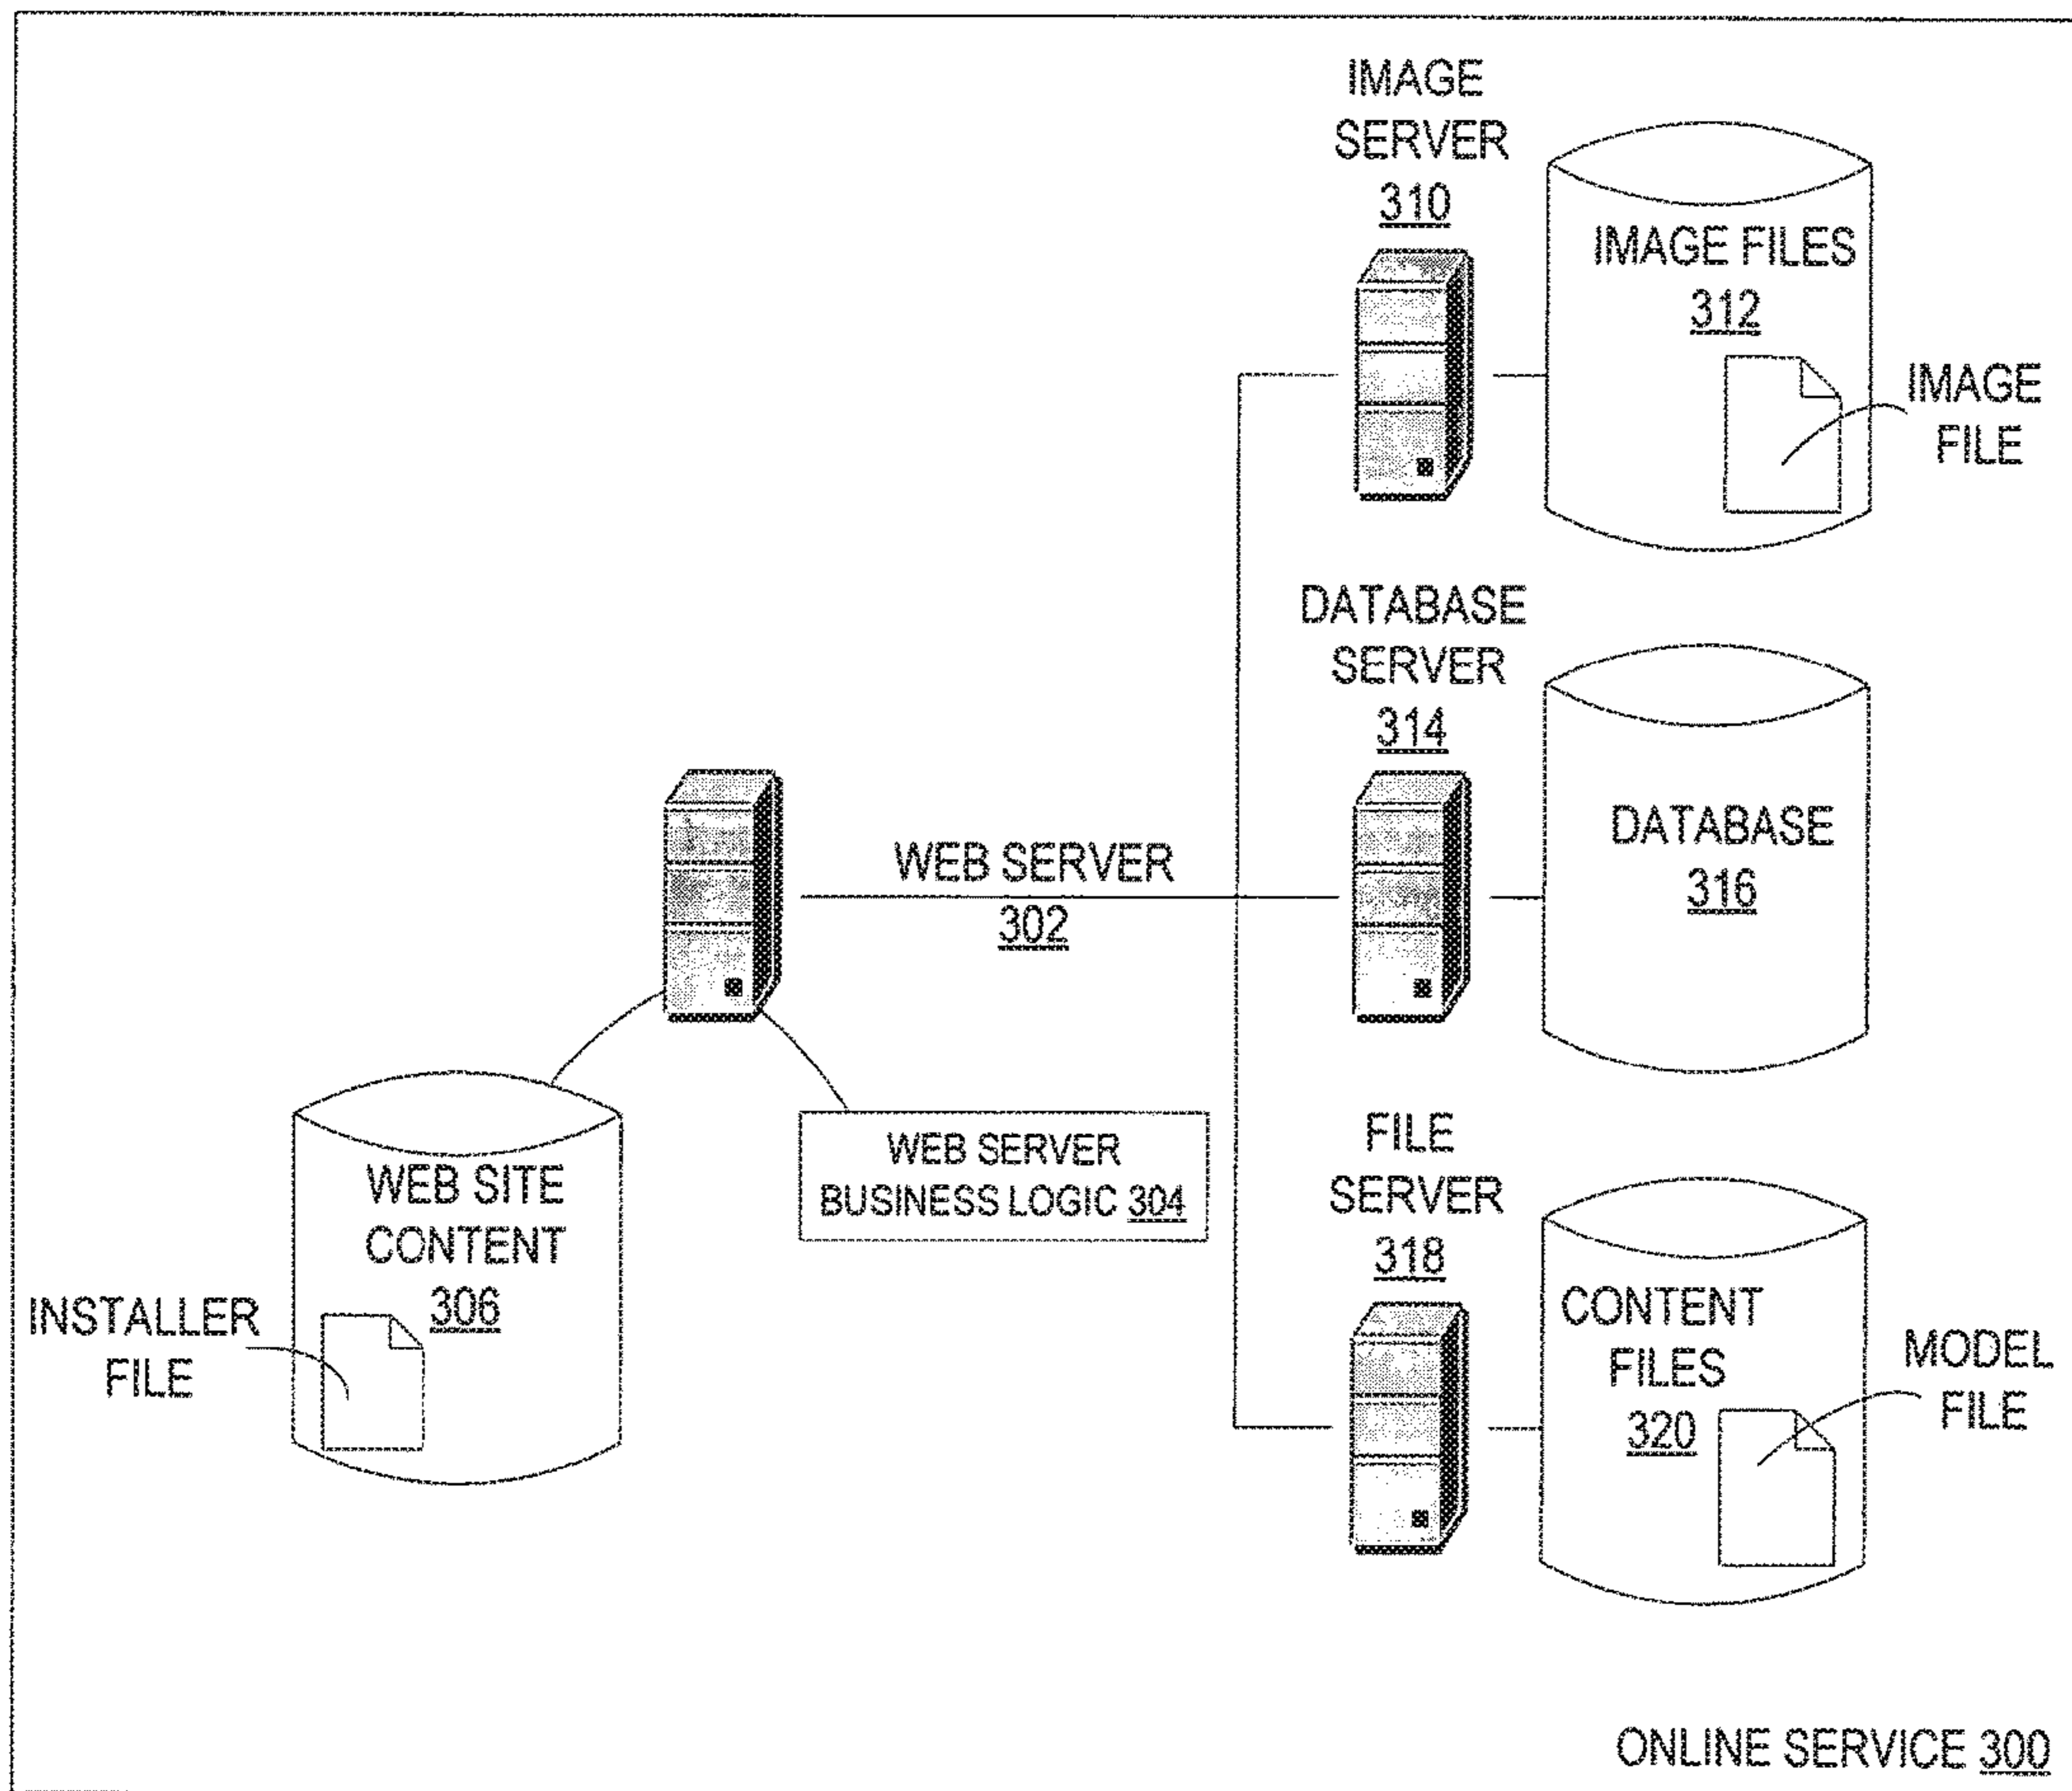 IMAGE
SERVER
310
IMAGE FILES
312
IMAGE
FILE
DATABASE
SERVER
314
DATABASE
316
WEB SERVER
302
WEB SERVER
BUSINESS LOGIC 304
WEB SITE
CONTENT
306
INSTALLER
FILE
FILE
SERVER
318
CONTENT
FILES
320
MODEL
FILE
ONLINE SERVICE 300